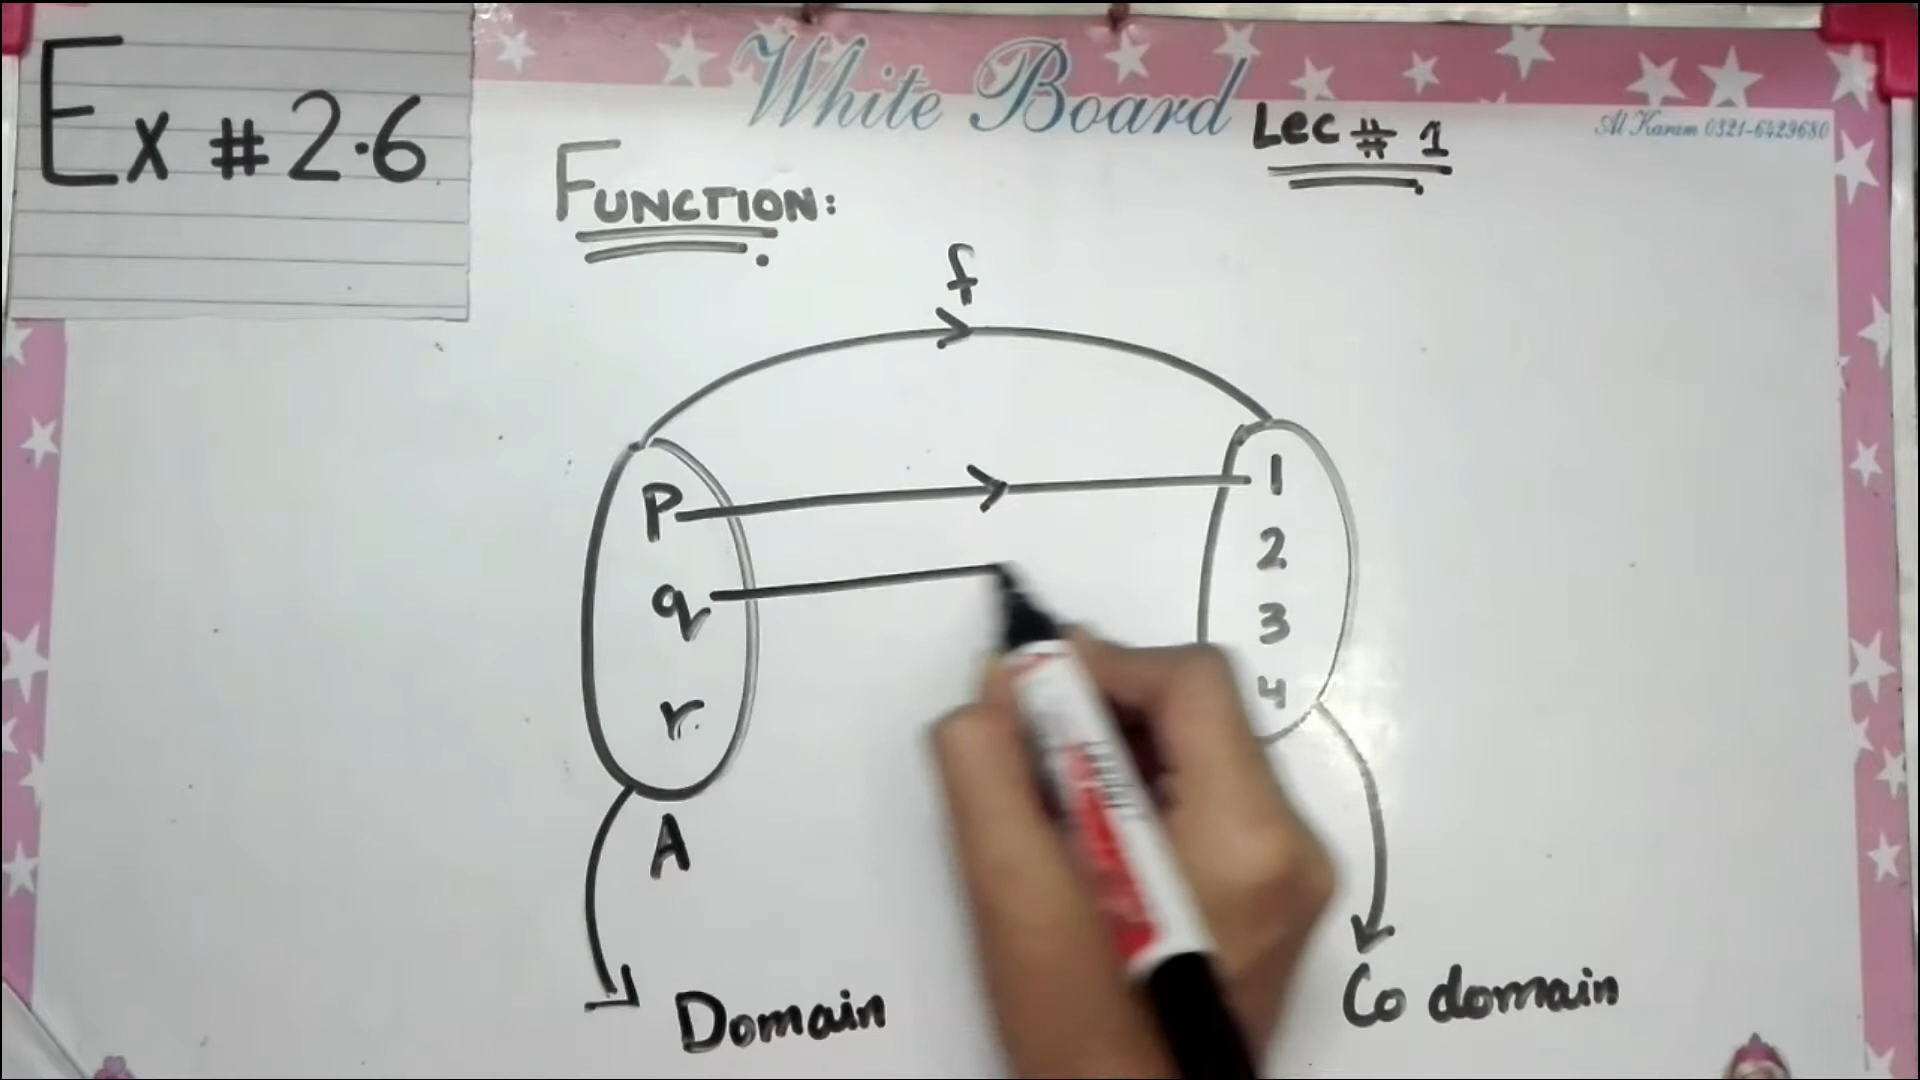 Ex # 2.6
White Board
Lec # 1
Al Karam 0321-6429680
FUNCTION:
f
P
1
q
2
3
r
4
A
Domain
Co domain